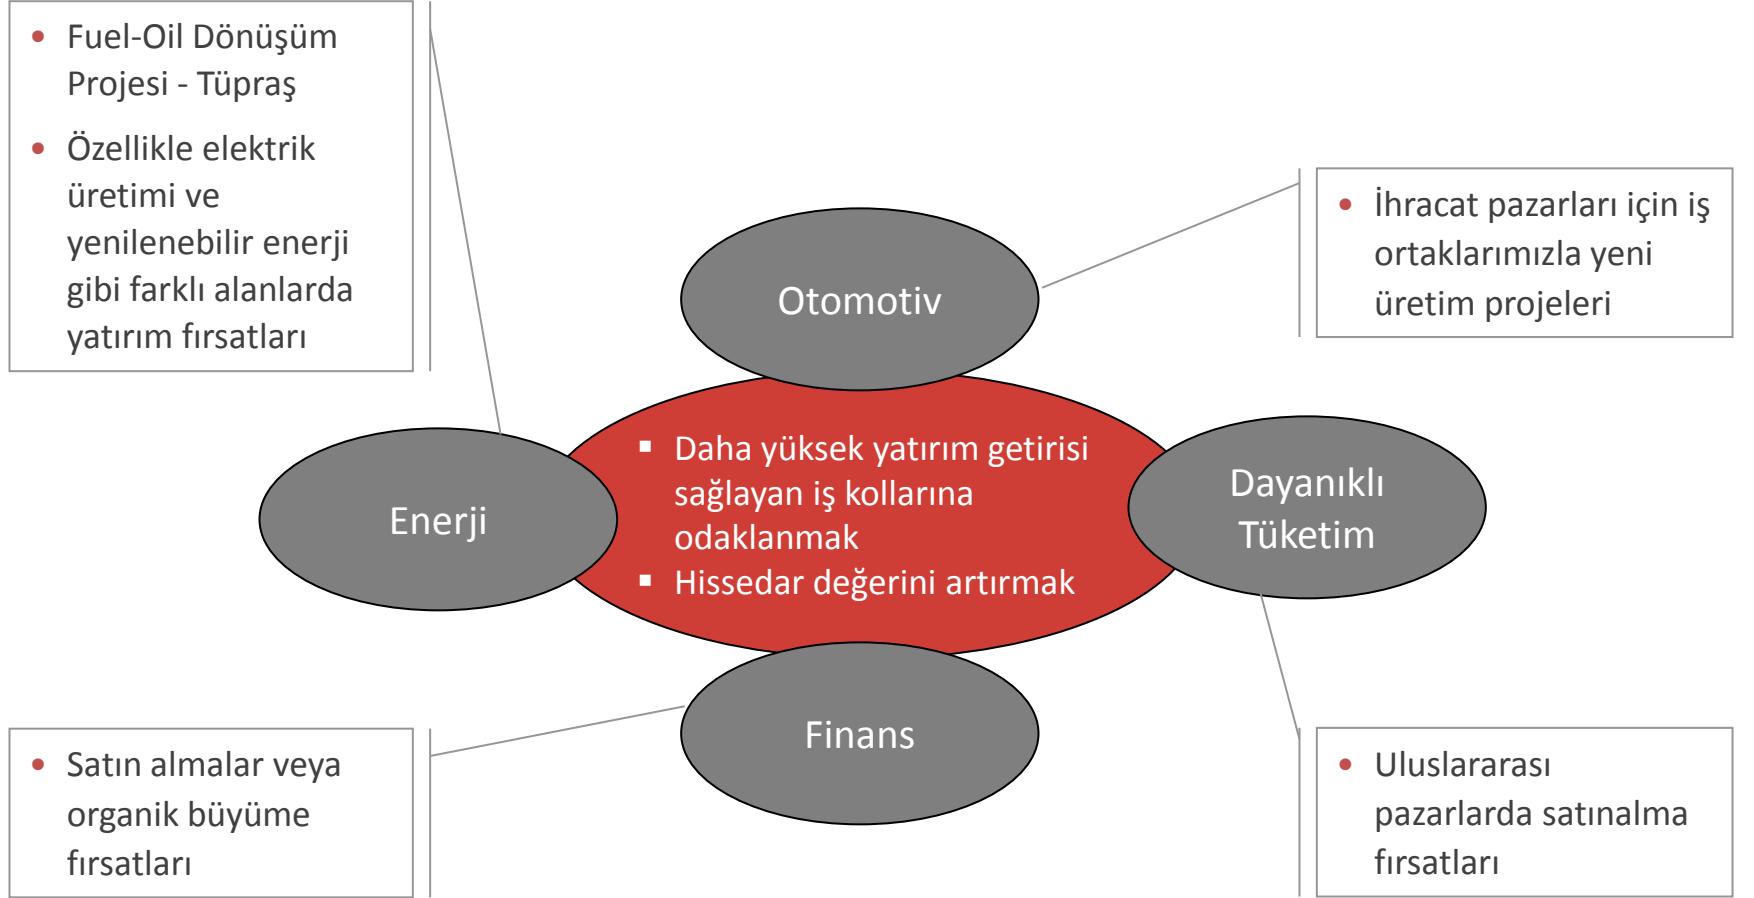 • Fuel-Oil Dönüşüm
Projesi - Tüpraş
• Özellikle elektrik
üretimi ve
yenilenebilir enerji
gibi farklı alanlarda
yatırım fırsatları
• İhracat pazarları için iş
ortaklarımızla yeni
üretim projeleri
Otomotiv
Enerji
▪ Daha yüksek yatırım getirisi
sağlayan iş kollarına
odaklanmak
▪ Hissedar değerini artırmak
Dayanıklı
Tüketim
Finans
• Satın almalar veya
organik büyüme
fırsatları
• Uluslararası
pazarlarda satınalma
fırsatları